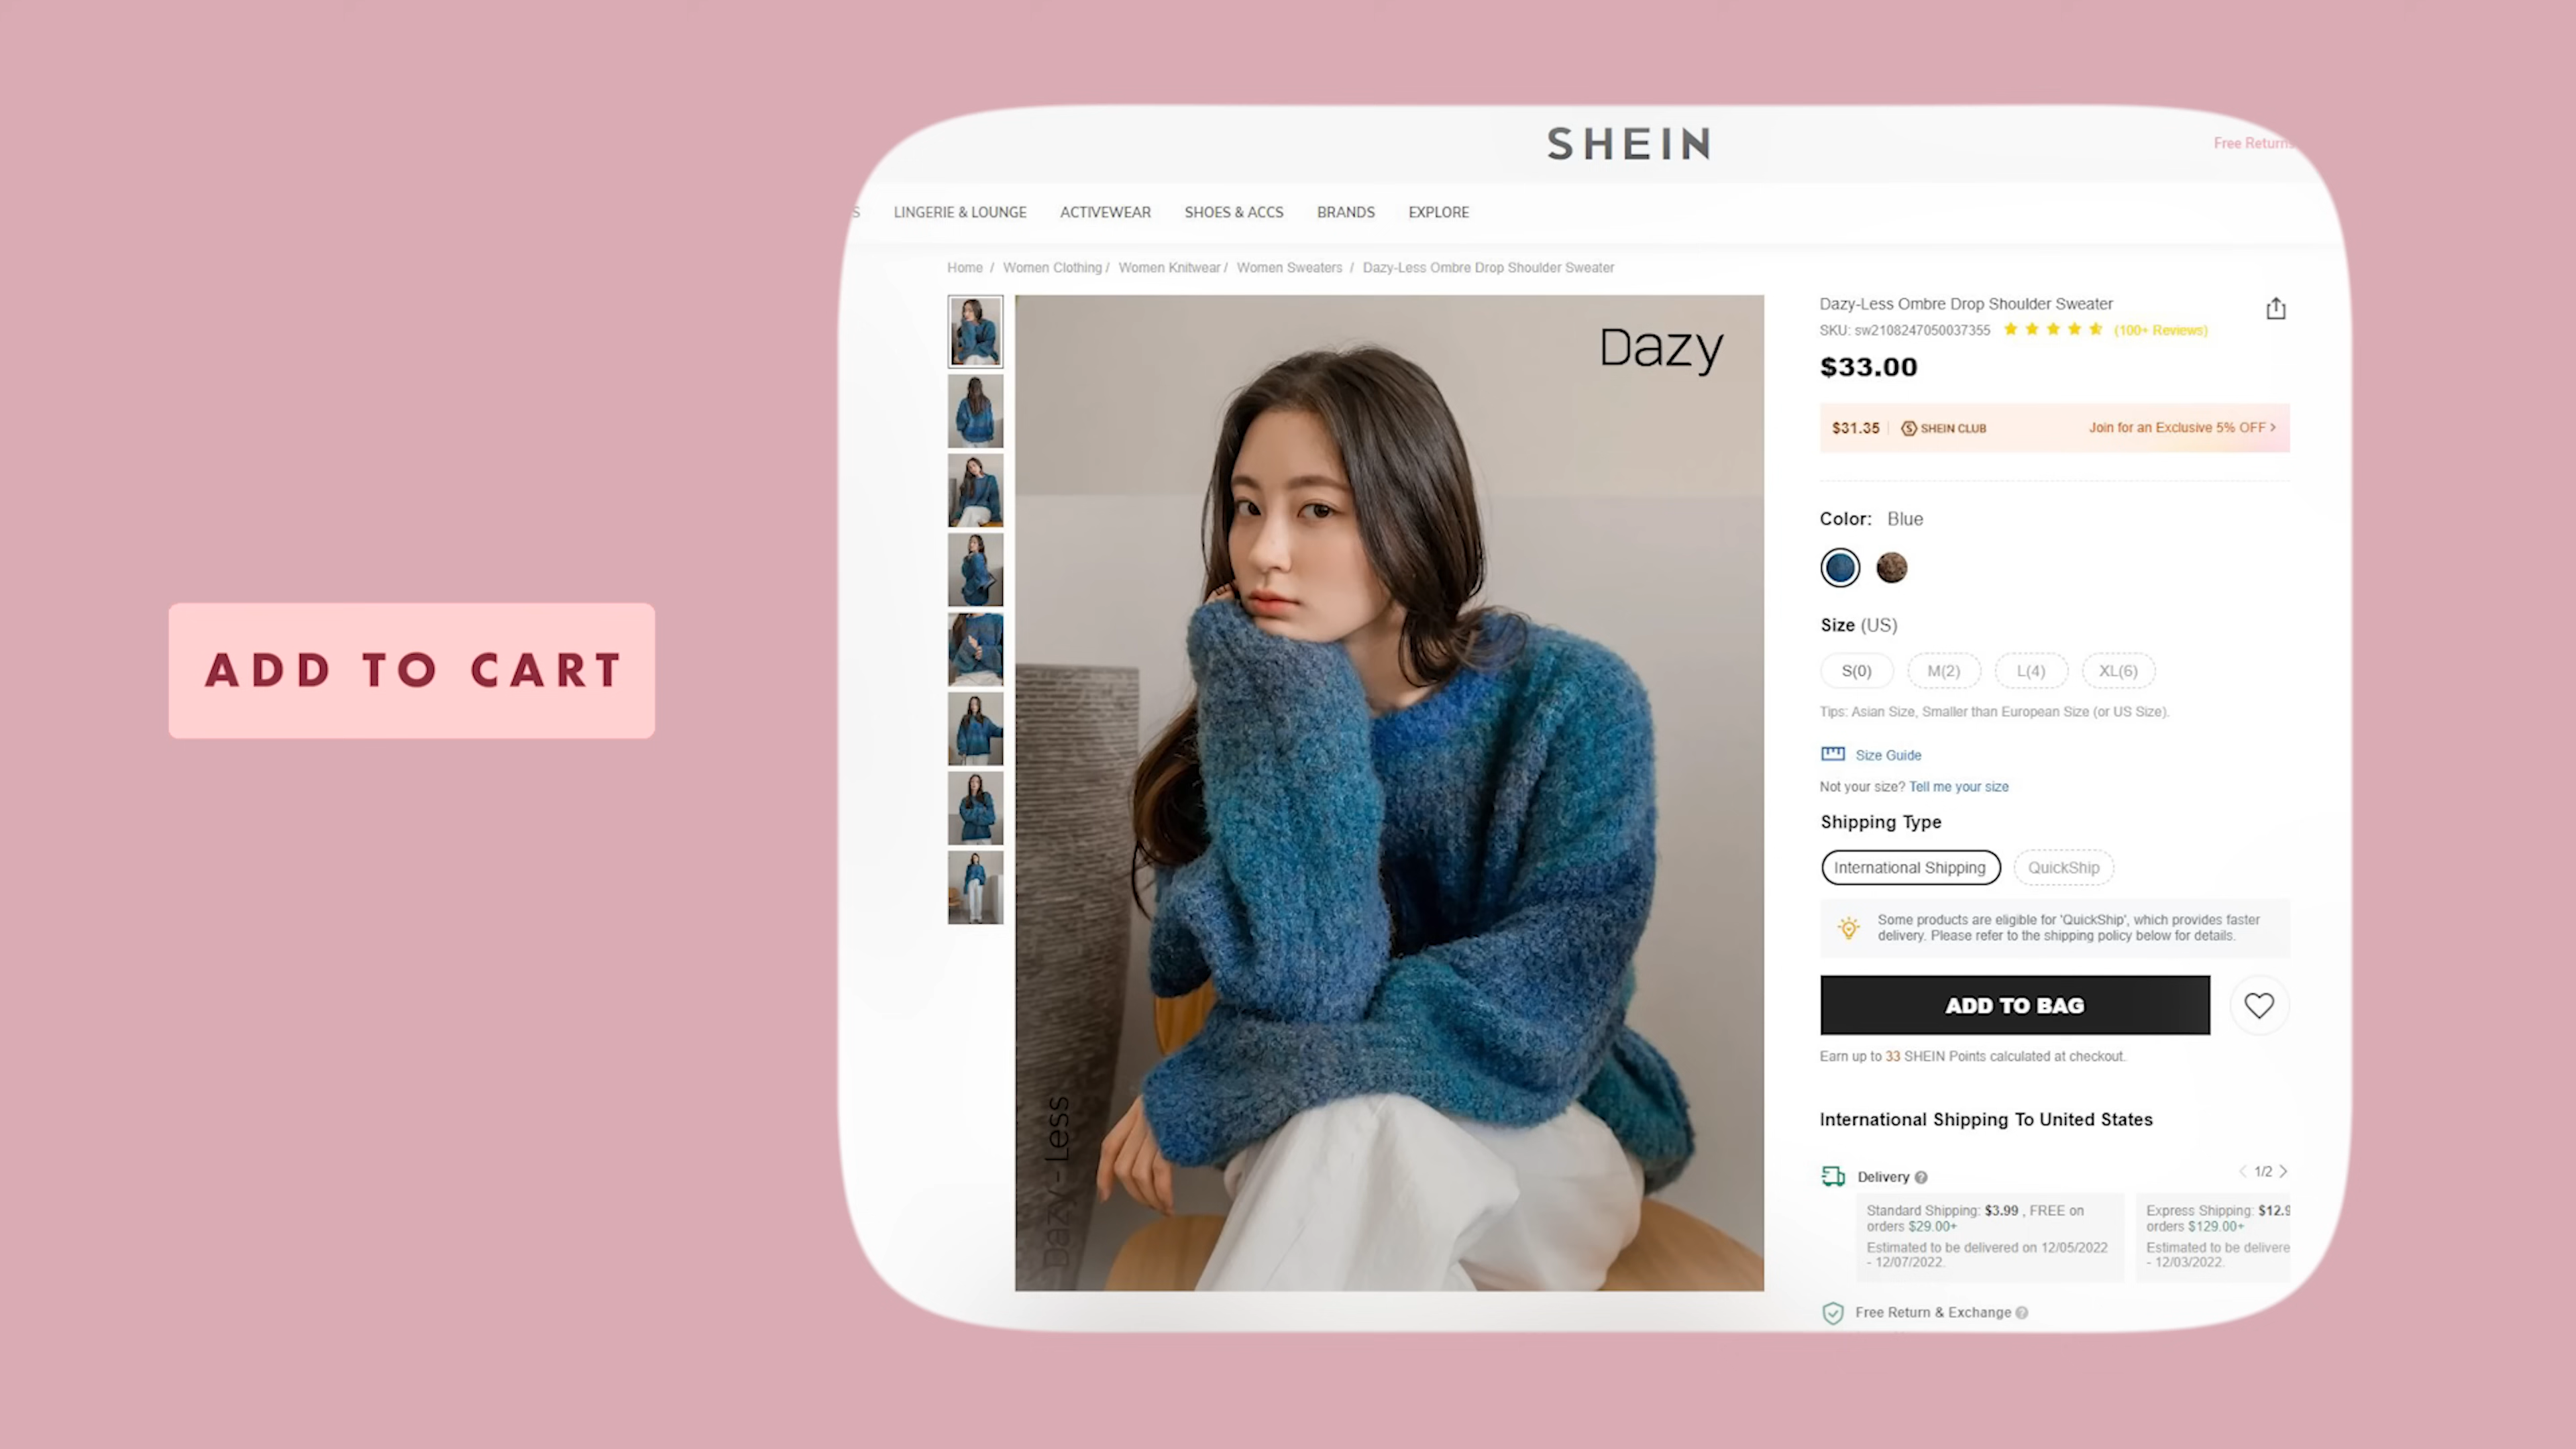 ADD TO CART
SHEIN
Free Return
LINGERIE & LOUNGE ACTIVEWEAR SHOES & ACCS BRANDS EXPLORE
Home / Women Clothing / Women Knitwear / Women Sweaters / Dazy-Less Ombre Drop Shoulder Sweater
Dazy
Dazy-Less
Dazy-Less Ombre Drop Shoulder Sweater
SKU: sw2108247050037355 (100+ Reviews)
$33.00
$31.35 S SHEIN CLUB Join for an Exclusive 5% OFF >
Color: Blue
Size (US)
S(0) M(2) L(4) XL(6)
Tips: Asian Size, Smaller than European Size (or US Size).
Size Guide
Not your size? Tell me your size
Shipping Type
International Shipping QuickShip
Some products are eligible for 'QuickShip', which provides faster
delivery. Please refer to the shipping policy below for details.
ADD TO BAG
Earn up to 33 SHEIN Points calculated at checkout.
International Shipping To United States
Delivery ? < 1/2 >
Standard Shipping: $3.99 , FREE on
orders $29.00+
Estimated to be delivered on 12/05/2022
- 12/07/2022.
Express Shipping: $12.9
orders $129.00+
Estimated to be delivere
- 12/03/2022.
Free Return & Exchange ?